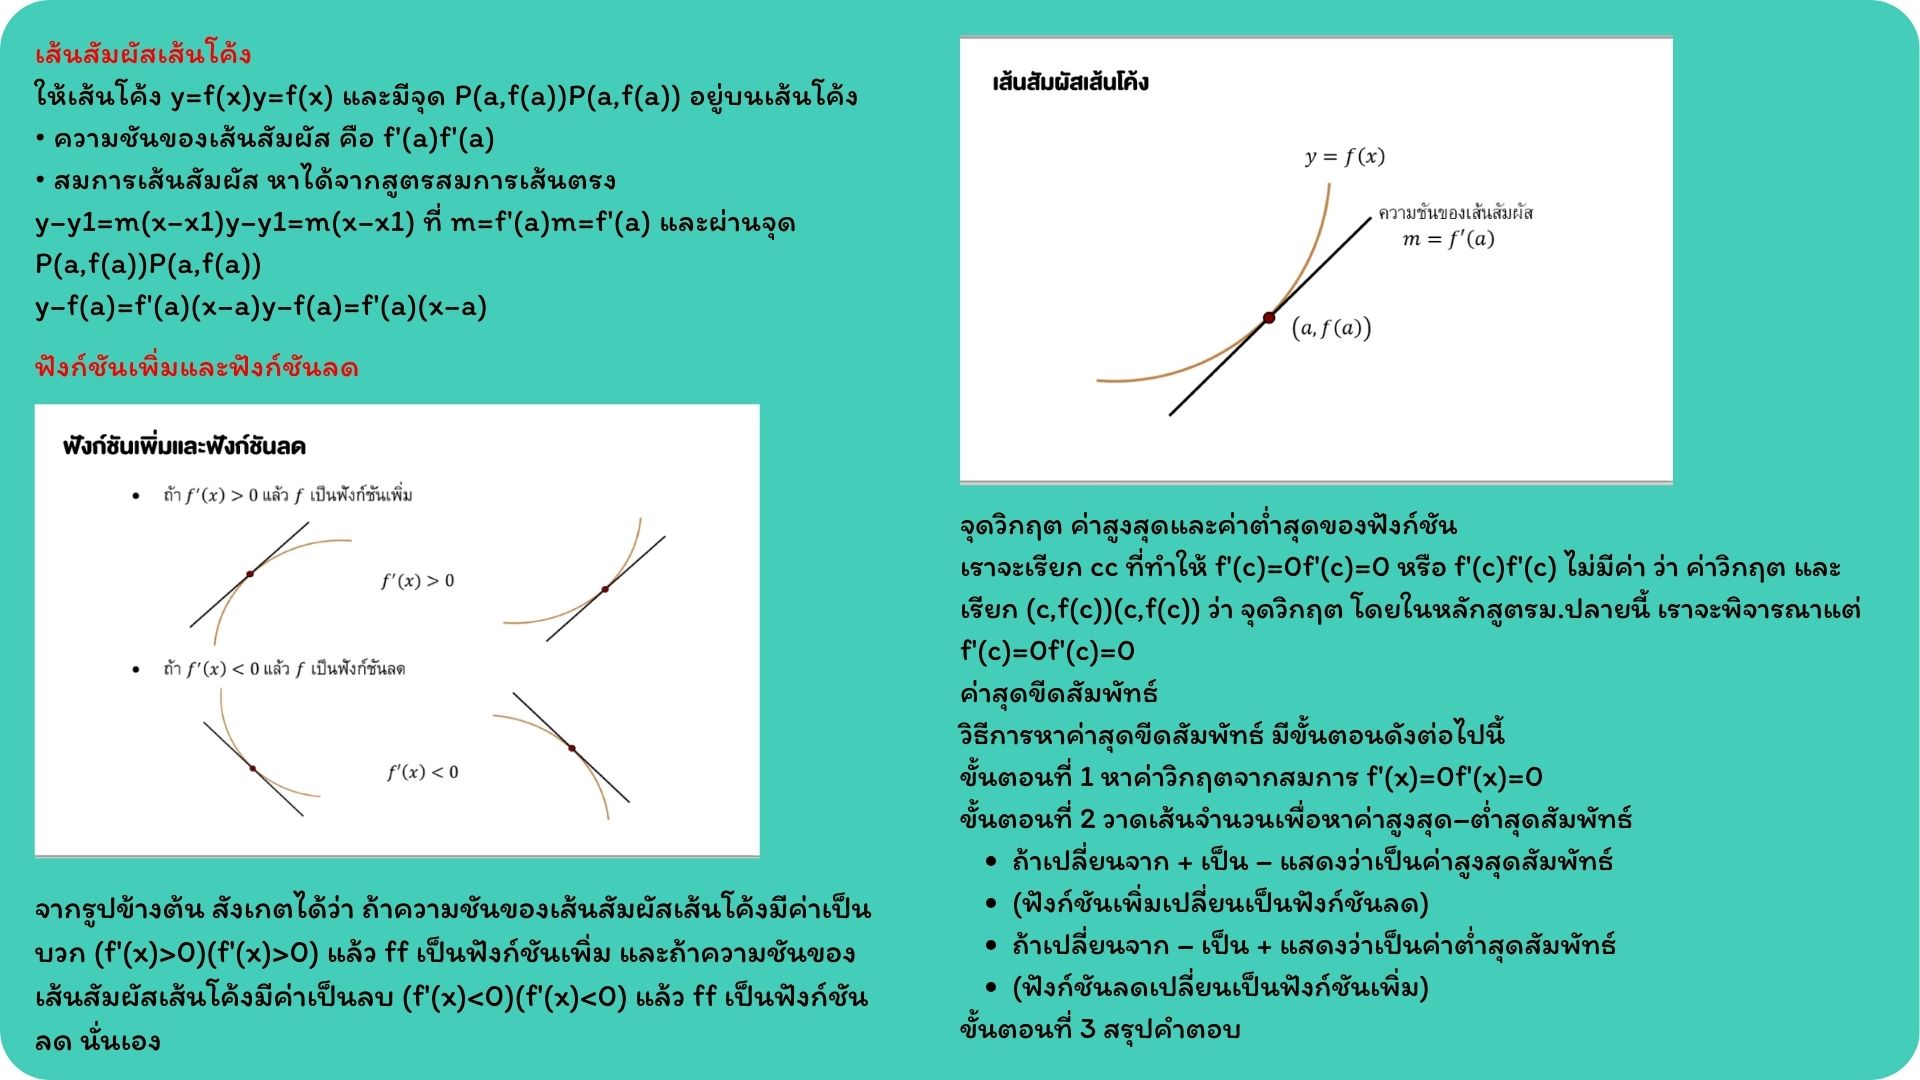 เส้นสัมผัสเส้นโค้ง
ให้เส้นโค้ง y=f(x)y=f(x) และมีจุด P(a,f(a))P(a,f(a)) อยู่บนเส้นโค้ง
• ความชันของเส้นสัมผัส คือ f'(a)f'(a)
• สมการเส้นสัมผัส หาได้จากสูตรสมการเส้นตรง
y–y1=m(x–x1)y–y1=m(x–x1) ที่ m=f'(a)m=f'(a) และผ่านจุด
P(a,f(a))P(a,f(a))
y–f(a)=f'(a)(x–a)y–f(a)=f'(a)(x–a)
ฟังก์ชันเพิ่มและฟังก์ชันลด
ฟังก์ชันเพิ่มและฟังก์ชันลด
• ถ้า f′(x) > 0 แล้ว f เป็นฟังก์ชันเพิ่ม
f′(x) > 0
• ถ้า f′(x) < 0 แล้ว f เป็นฟังก์ชันลด
f′(x) < 0
จากรูปข้างต้น สังเกตได้ว่า ถ้าความชันของเส้นสัมผัสเส้นโค้งมีค่าเป็น
บวก (f'(x)>0)(f'(x)>0) แล้ว ff เป็นฟังก์ชันเพิ่ม และถ้าความชันของ
เส้นสัมผัสเส้นโค้งมีค่าเป็นลบ (f'(x)<0)(f'(x)<0) แล้ว ff เป็นฟังก์ชัน
ลด นั่นเอง
เส้นสัมผัสเส้นโค้ง
y = f(x)
ความชันของเส้นสัมผัส
m = f′(a)
(a, f(a))
จุดวิกฤต ค่าสูงสุดและค่าต่ำสุดของฟังก์ชัน
เราจะเรียก cc ที่ทำให้ f'(c)=0f'(c)=0 หรือ f'(c)f'(c) ไม่มีค่า ว่า ค่าวิกฤต และ
เรียก (c,f(c))(c,f(c)) ว่า จุดวิกฤต โดยในหลักสูตรม.ปลายนี้ เราจะพิจารณาแต่
f'(c)=0f'(c)=0
ค่าสุดขีดสัมพัทธ์
วิธีการหาค่าสุดขีดสัมพัทธ์ มีขั้นตอนดังต่อไปนี้
ขั้นตอนที่ 1 หาค่าวิกฤตจากสมการ f'(x)=0f'(x)=0
ขั้นตอนที่ 2 วาดเส้นจำนวนเพื่อหาค่าสูงสุด–ต่ำสุดสัมพัทธ์
• ถ้าเปลี่ยนจาก + เป็น – แสดงว่าเป็นค่าสูงสุดสัมพัทธ์
• (ฟังก์ชันเพิ่มเปลี่ยนเป็นฟังก์ชันลด)
• ถ้าเปลี่ยนจาก – เป็น + แสดงว่าเป็นค่าต่ำสุดสัมพัทธ์
• (ฟังก์ชันลดเปลี่ยนเป็นฟังก์ชันเพิ่ม)
ขั้นตอนที่ 3 สรุปคำตอบ